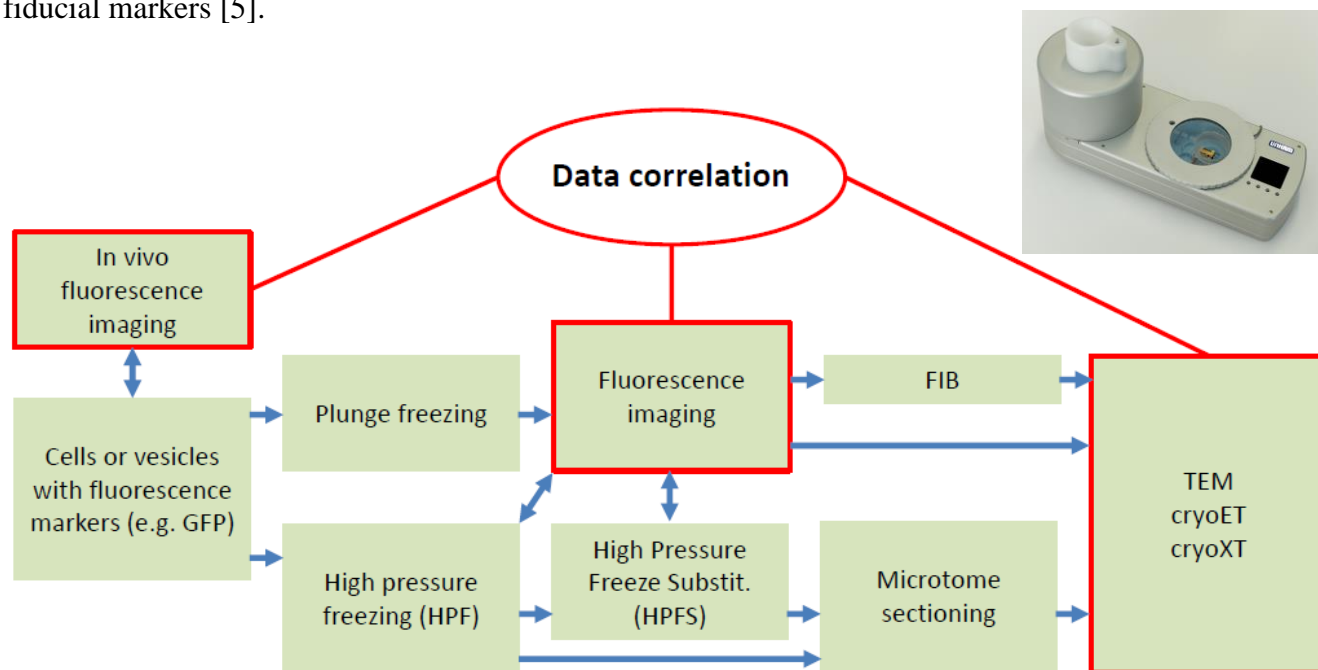 fiducial markers [5].
Data correlation
In vivo
fluorescence
imaging
Cells or vesicles
with fluorescence
markers (e.g. GFP)
Plunge freezing
High pressure
freezing (HPF)
Fluorescence
imaging
High Pressure
Freeze Substit.
(HPFS)
FIB
Microtome
sectioning
TEM
cryoET
cryoXT